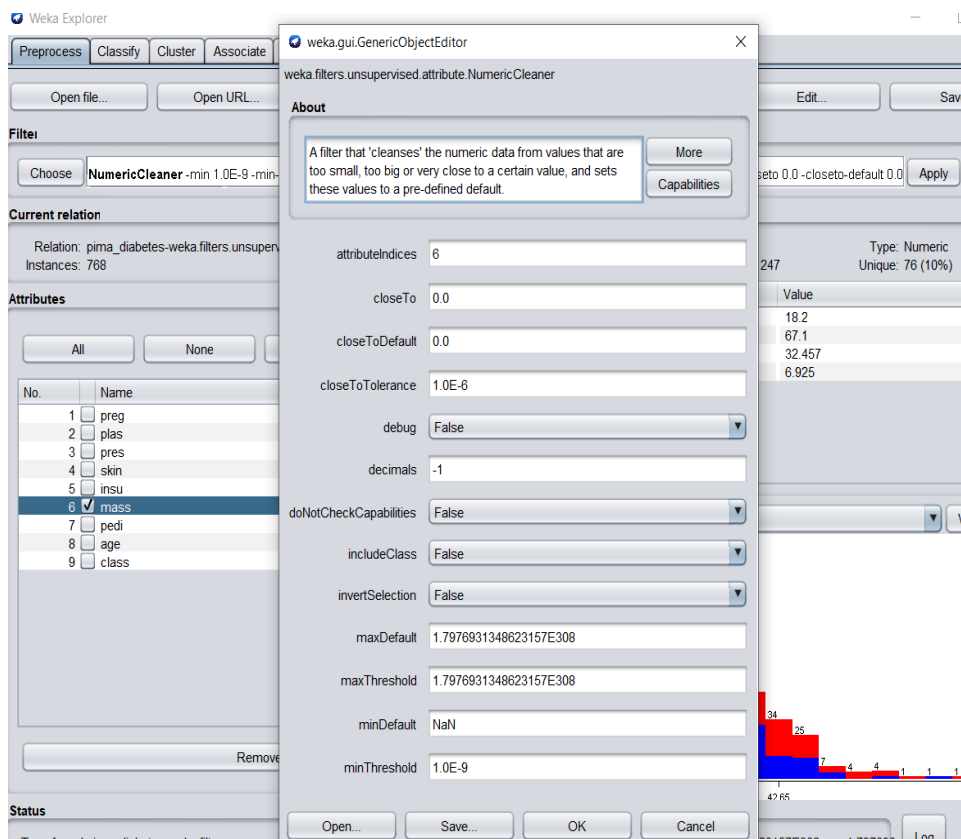 Weka Explorer
Preprocess Classify Cluster Associate
Open file... Open URL... Edit... Sav
Filter
Choose NumericCleaner -min 1.0E-9 -min- seto 0.0 -closeto-default 0.0 Apply
Current relation
Relation: pima_diabetes-weka.filters.unsuperv Type: Numeric
Instances: 768 247 Unique: 76 (10%)
Attributes
All None
No. Name
1 preg
2 plas
3 pres
4 skin
5 insu
6 mass
7 pedi
8 age
9 class
Remove
Status
weka.gui.GenericObjectEditor
weka.filters.unsupervised.attribute.NumericCleaner
About
A filter that 'cleanses' the numeric data from values that are
too small, too big or very close to a certain value, and sets
these values to a pre-defined default.
More
Capabilities
attributeIndices 6
closeTo 0.0
closeToDefault 0.0
closeToTolerance 1.0E-6
debug False
decimals -1
doNotCheckCapabilities False
includeClass False
invertSelection False
maxDefault 1.7976931348623157E308
maxThreshold 1.7976931348623157E308
minDefault NaN
minThreshold 1.0E-9
Open... Save... OK Cancel
Value
18.2
67.1
32.457
6.925
34
25
7
4
4
1
1
1
42.65
Log